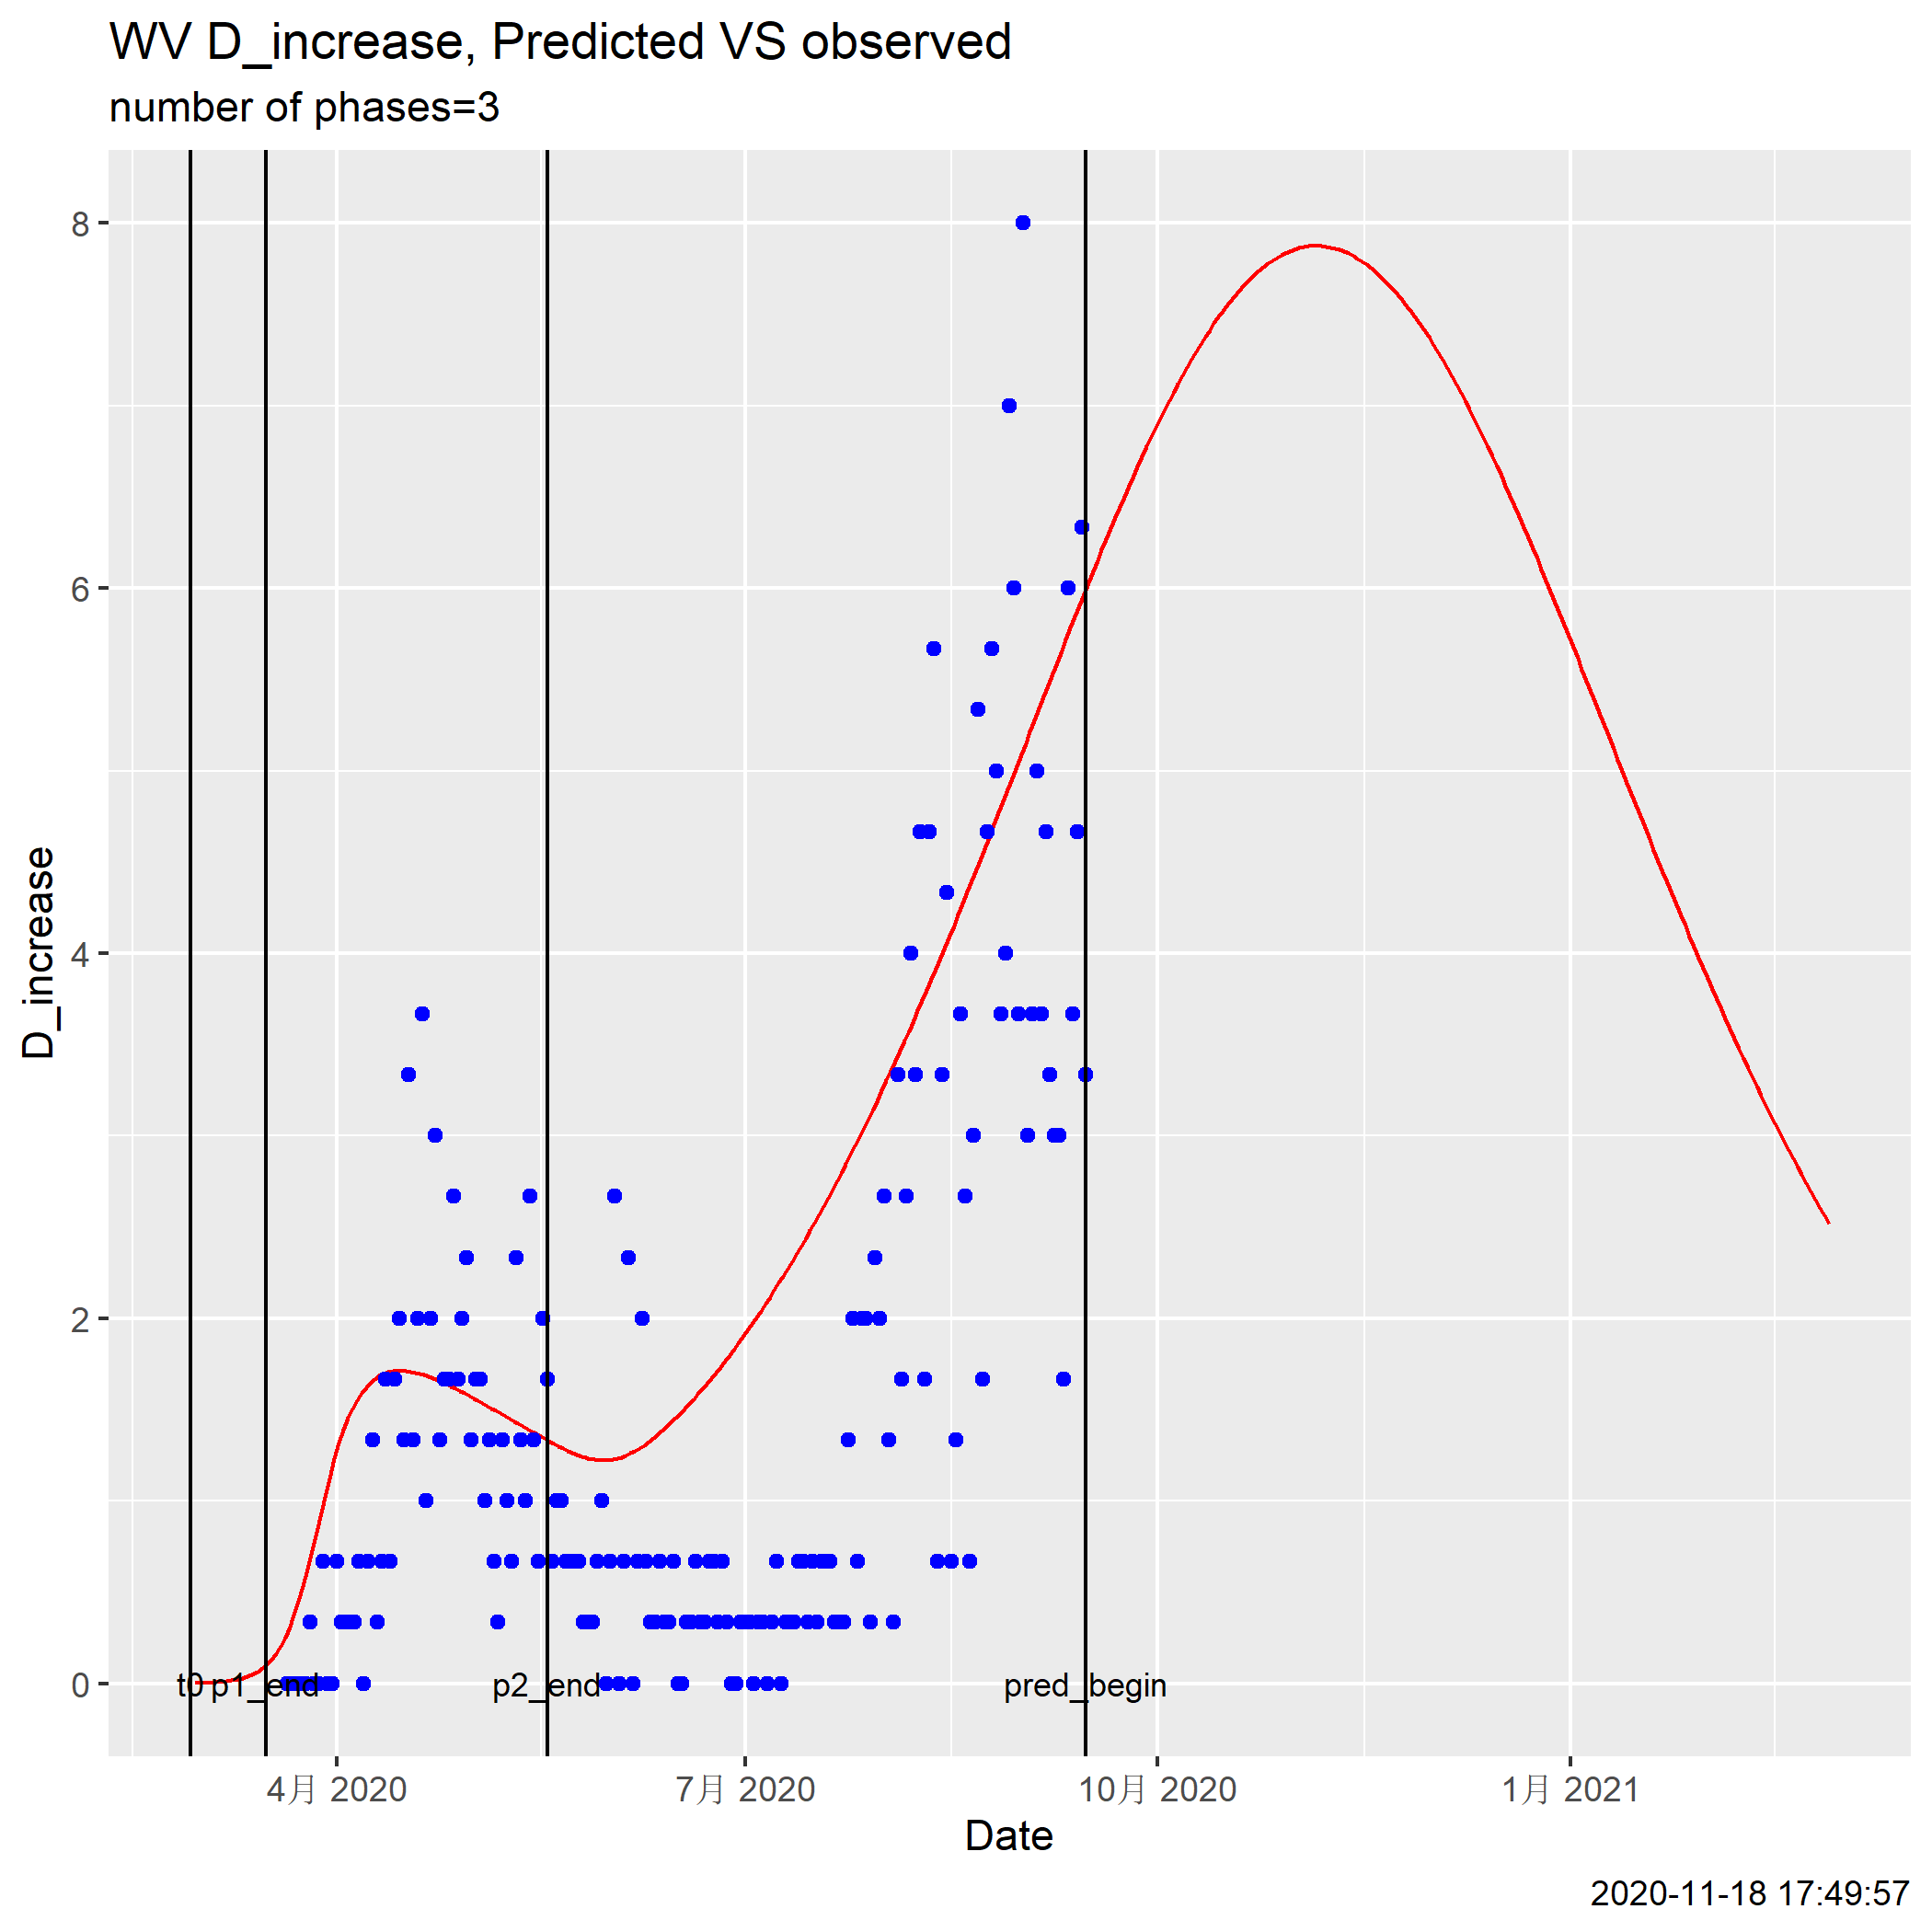 WV D_increase, Predicted VS observed
number of phases=3
8
6
4
2
0
D_increase
t0 p1_end p2_end pred_begin
4月 2020 7月 2020 10月 2020 1月 2021
Date
2020-11-18 17:49:57